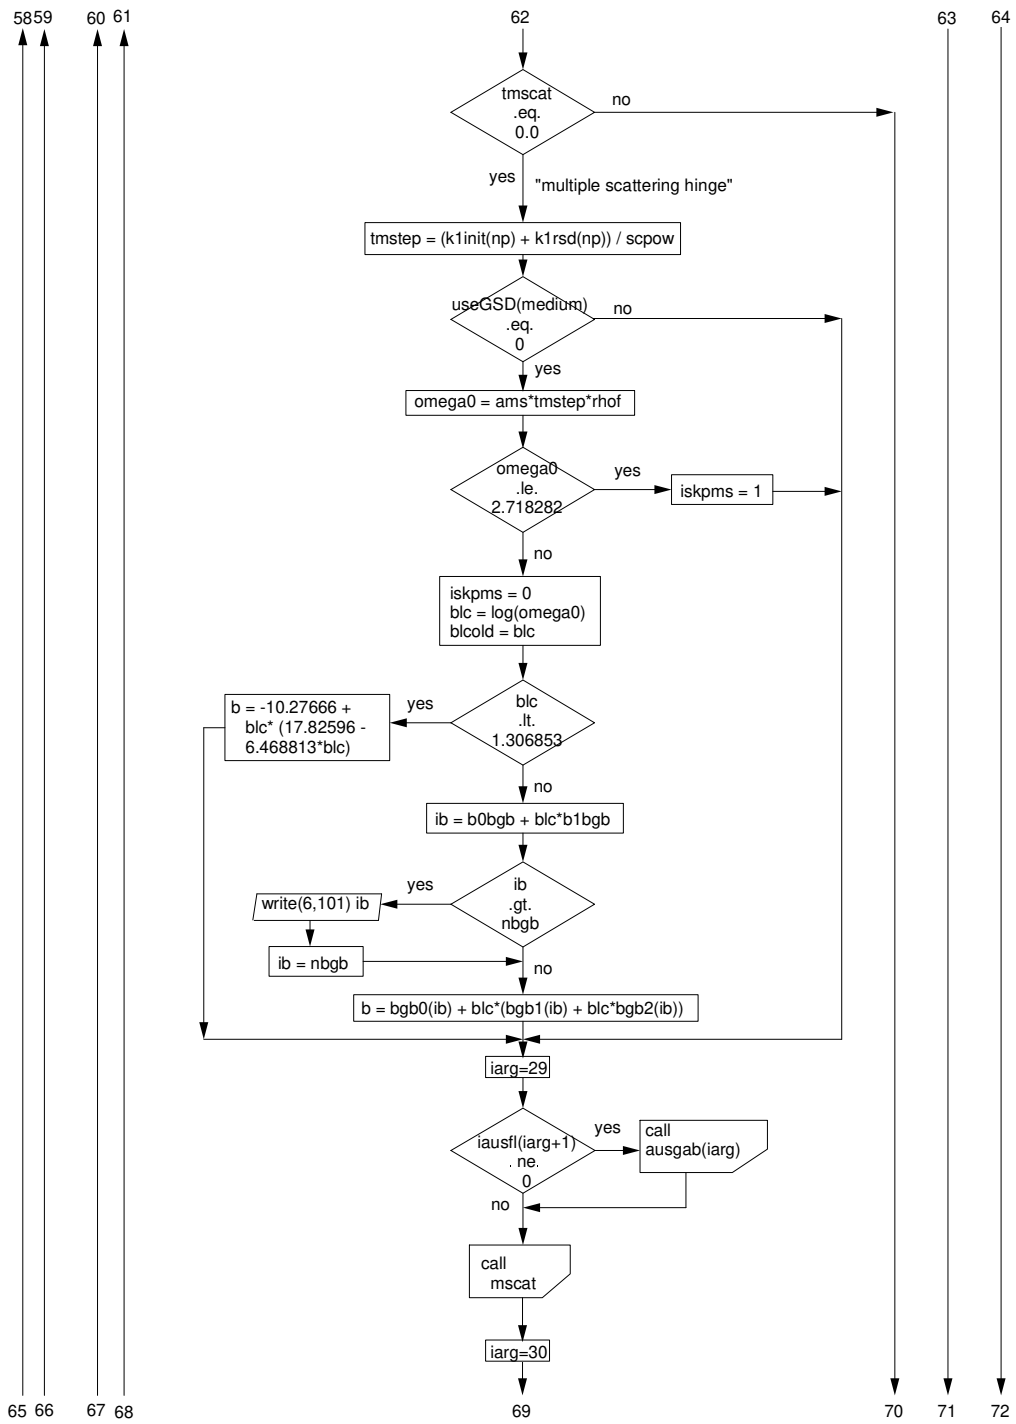 58 59 60 61 62 63 64
tmscat
.eq.
0.0
no
yes
"multiple scattering hinge"
tmstep = (k1init(np) + k1rsd(np)) / scpow
useGSD(medium)
.eq.
0
no
yes
omega0 = ams*tmstep*rhof
omega0
.le.
2.718282
yes
iskpms = 1
no
iskpms = 0
blc = log(omega0)
blcold = blc
blc
.lt.
1.306853
yes
b = -10.27666 +
blc* (17.82596 -
6.468813*blc)
no
ib = b0bgb + blc*b1bgb
ib
.gt.
nbgb
yes
write(6,101) ib
ib = nbgb
no
b = bgb0(ib) + blc*(bgb1(ib) + blc*bgb2(ib))
iarg=29
iausfl(iarg+1)
. ne.
0
yes
call
ausgab(iarg)
no
call
mscat
iarg=30
65 66 67 68 69 70 71 72